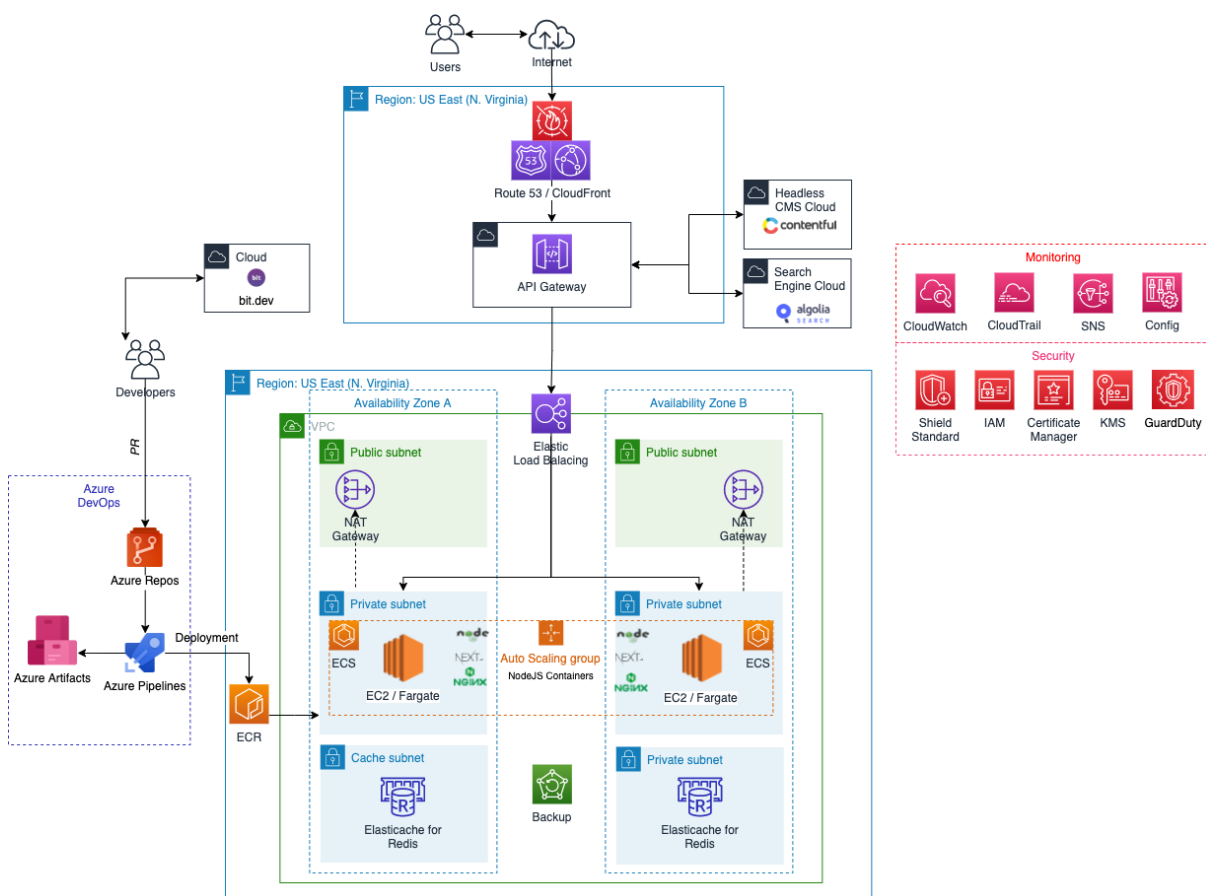 Users
Internet
Region: US East (N. Virginia)
53
Route 53 / CloudFront
API Gateway
Headless
CMS Cloud
contentful
Search
Engine Cloud
algolia
SEARCH
Cloud
bit
bit.dev
Developers
PR
Azure
DevOps
Azure Repos
Azure Pipelines
Azure Artifacts
Deployment
ECR
Monitoring
CloudWatch
CloudTrail
SNS
Config
Security
Shield
Standard
IAM
Certificate
Manager
KMS
GuardDuty
Region: US East (N. Virginia)
Availability Zone A
Availability Zone B
VPC
Elastic
Load Balacing
Public subnet
NAT
Gateway
Public subnet
NAT
Gateway
Private subnet
ECS
EC2 / Fargate
node
NEXT.JS
NGINX
Auto Scaling group
NodeJS Containers
Private subnet
node
NEXT.JS
NGINX
EC2 / Fargate
ECS
Cache subnet
R
Elasticache for
Redis
Backup
Private subnet
R
Elasticache for
Redis